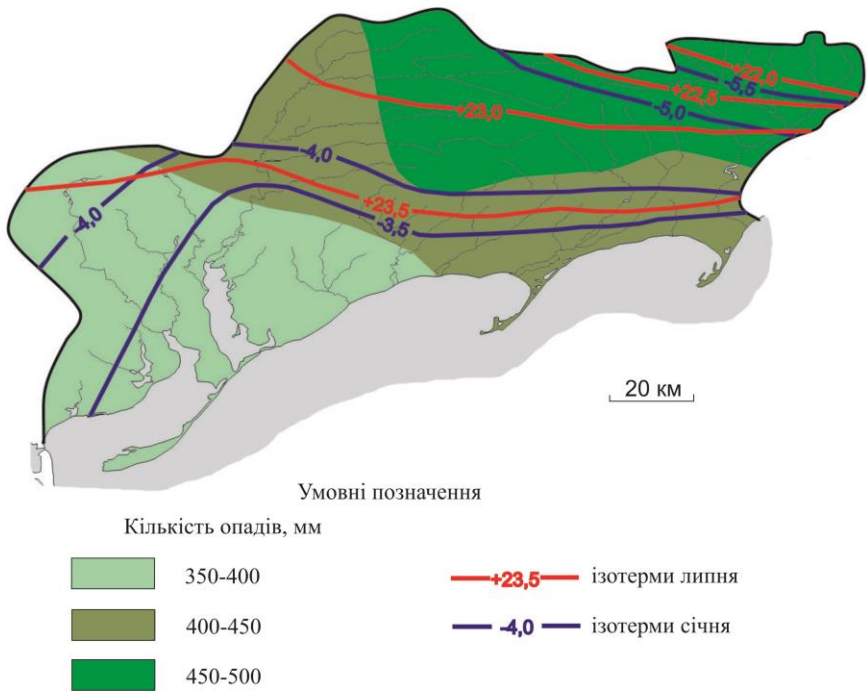 +22,0
-5,5
+22,5
-5,0
+23,0
-4,0
-4,0
+23,5
-3,5
20 км
Умовні позначення
Кількість опадів, мм
350-400
400-450
450-500
+23,5 ізотерми липня
-4,0 ізотерми січня